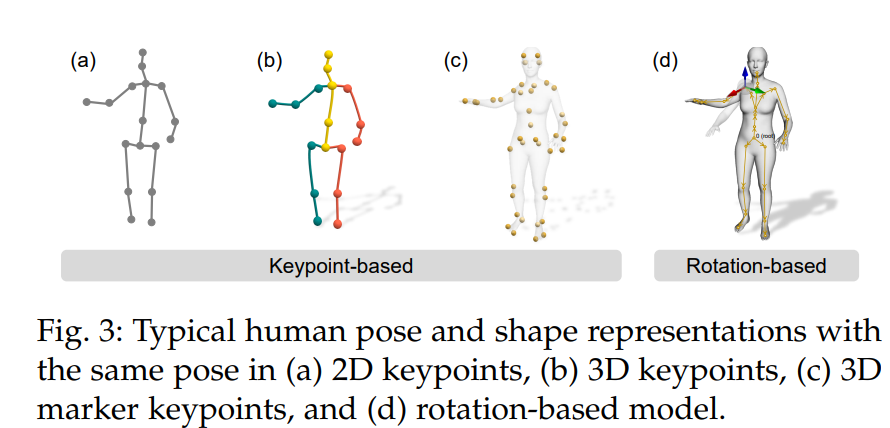 (a) (b) (c) (d)
0 (root)
Keypoint-based Rotation-based
Fig. 3: Typical human pose and shape representations with
the same pose in (a) 2D keypoints, (b) 3D keypoints, (c) 3D
marker keypoints, and (d) rotation-based model.